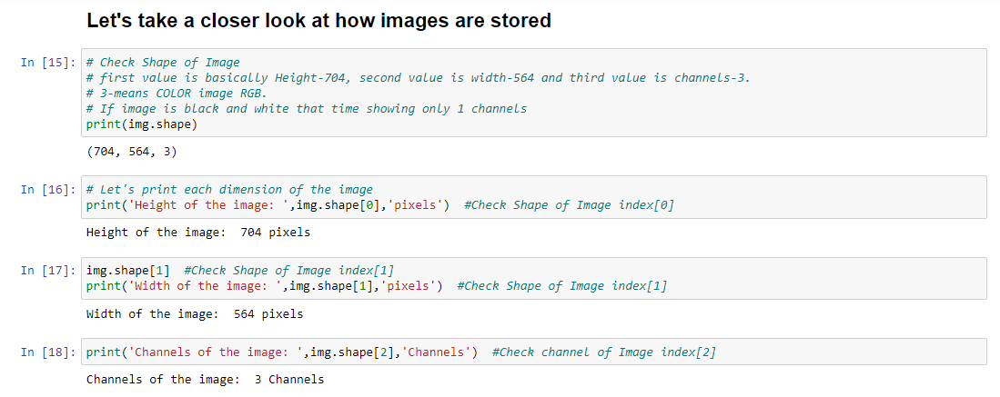 Let's take a closer look at how images are stored
In [15]: # Check Shape of Image
# first value is basically Height-704, second value is width-564 and third value is channels-3.
# 3-means COLOR image RGB.
# If image is black and white that time showing only 1 channels
print(img.shape)
(704, 564, 3)
In [16]: # Let's print each dimension of the image
print('Height of the image: ',img.shape[0],'pixels')  #Check Shape of Image index[0]
Height of the image:  704 pixels
In [17]: img.shape[1]  #Check Shape of Image index[1]
print('Width of the image: ',img.shape[1],'pixels')  #Check Shape of Image index[1]
Width of the image:  564 pixels
In [18]: print('Channels of the image: ',img.shape[2],'Channels')  #Check channel of Image index[2]
Channels of the image:  3 Channels